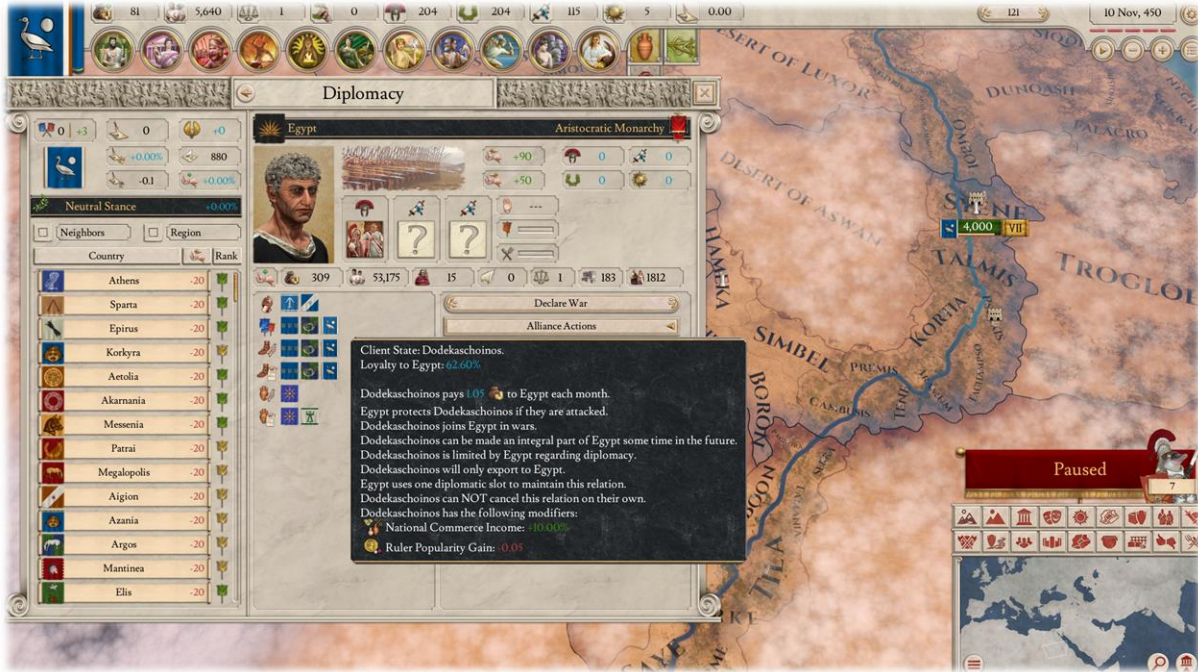 81 5,640 1 0 204 204 115 5 0.00
121 10 Nov, 450
Diplomacy
0 | +3 0 +0
+0.00% 880
-0.1 +0.00%
Neutral Stance +0.00%
Neighbors Region
Country Rank
Athens -20
Sparta -20
Epirus -20
Korkyra -20
Aetolia -20
Akarnania -20
Messenia -20
Patrai -20
Megalopolis -20
Aigion -20
Azania -20
Argos -20
Mantinea -20
Elis -20
Egypt Aristocratic Monarchy
+90 0 0
+50 0 0
? ? ---
309 53,175 15 0 1 183 1812
Declare War
Alliance Actions
Client State: Dodekaschoinos.
Loyalty to Egypt: 62.60%
Dodekaschoinos pays 1.05 to Egypt each month.
Egypt protects Dodekaschoinos if they are attacked.
Dodekaschoinos joins Egypt in wars.
Dodekaschoinos can be made an integral part of Egypt some time in the future.
Dodekaschoinos is limited by Egypt regarding diplomacy.
Dodekaschoinos will only export to Egypt.
Egypt uses one diplomatic slot to maintain this relation.
Dodekaschoinos can NOT cancel this relation on their own.
Dodekaschoinos has the following modifiers:
National Commerce Income: +10.00%
Ruler Popularity Gain: -0.05
DESERT OF LUXOR
DUNOASH
PALACRO
DESERT OF ASWAN
SYENE
4,000 VII
TALMIS
TROGLOD
KORTIA
SIMBEL
PREMIS
CAMBUSIS
TENE
BORON
TILA
Paused
7